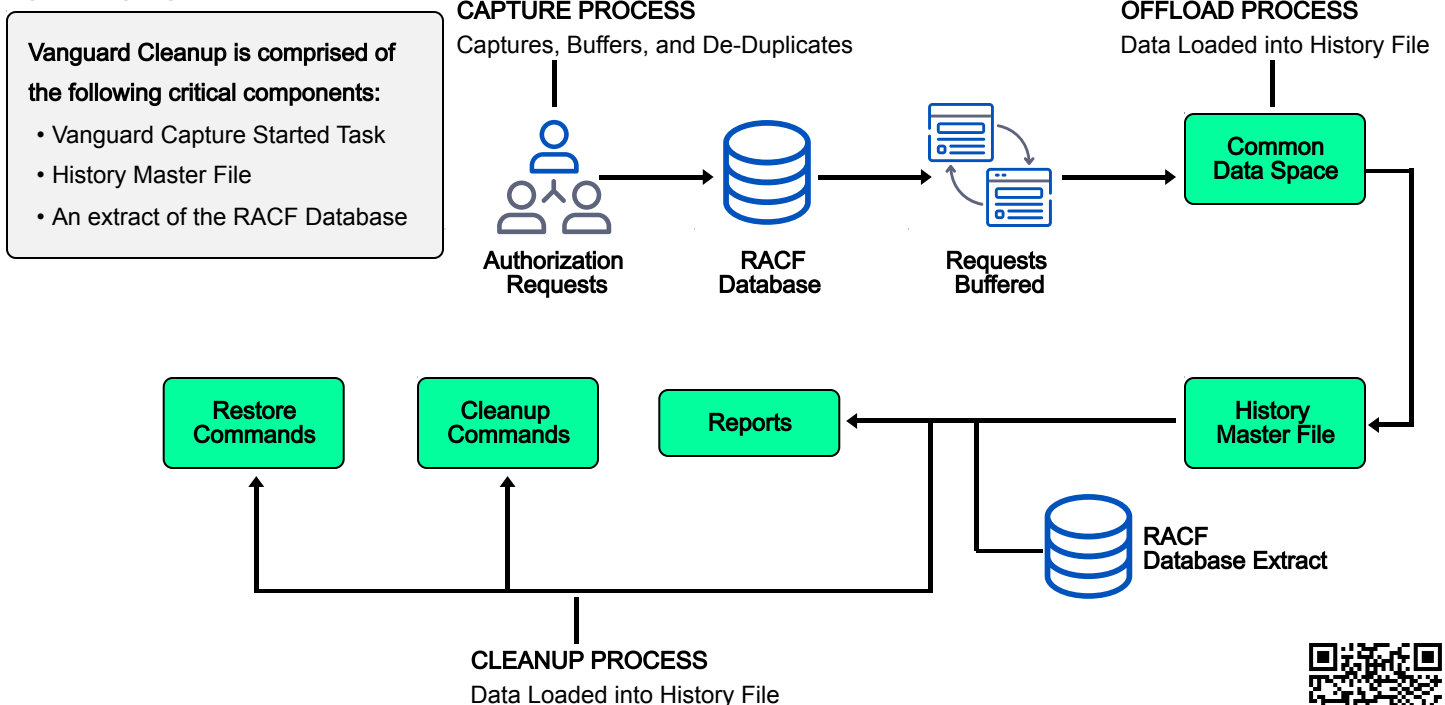 Vanguard Cleanup is comprised of
the following critical components:
• Vanguard Capture Started Task
• History Master File
• An extract of the RACF Database
CAPTURE PROCESS
Captures, Buffers, and De-Duplicates
OFFLOAD PROCESS
Data Loaded into History File
Authorization
Requests
RACF
Database
Requests
Buffered
Common
Data Space
Restore
Commands
Cleanup
Commands
Reports
History
Master File
RACF
Database Extract
CLEANUP PROCESS
Data Loaded into History File